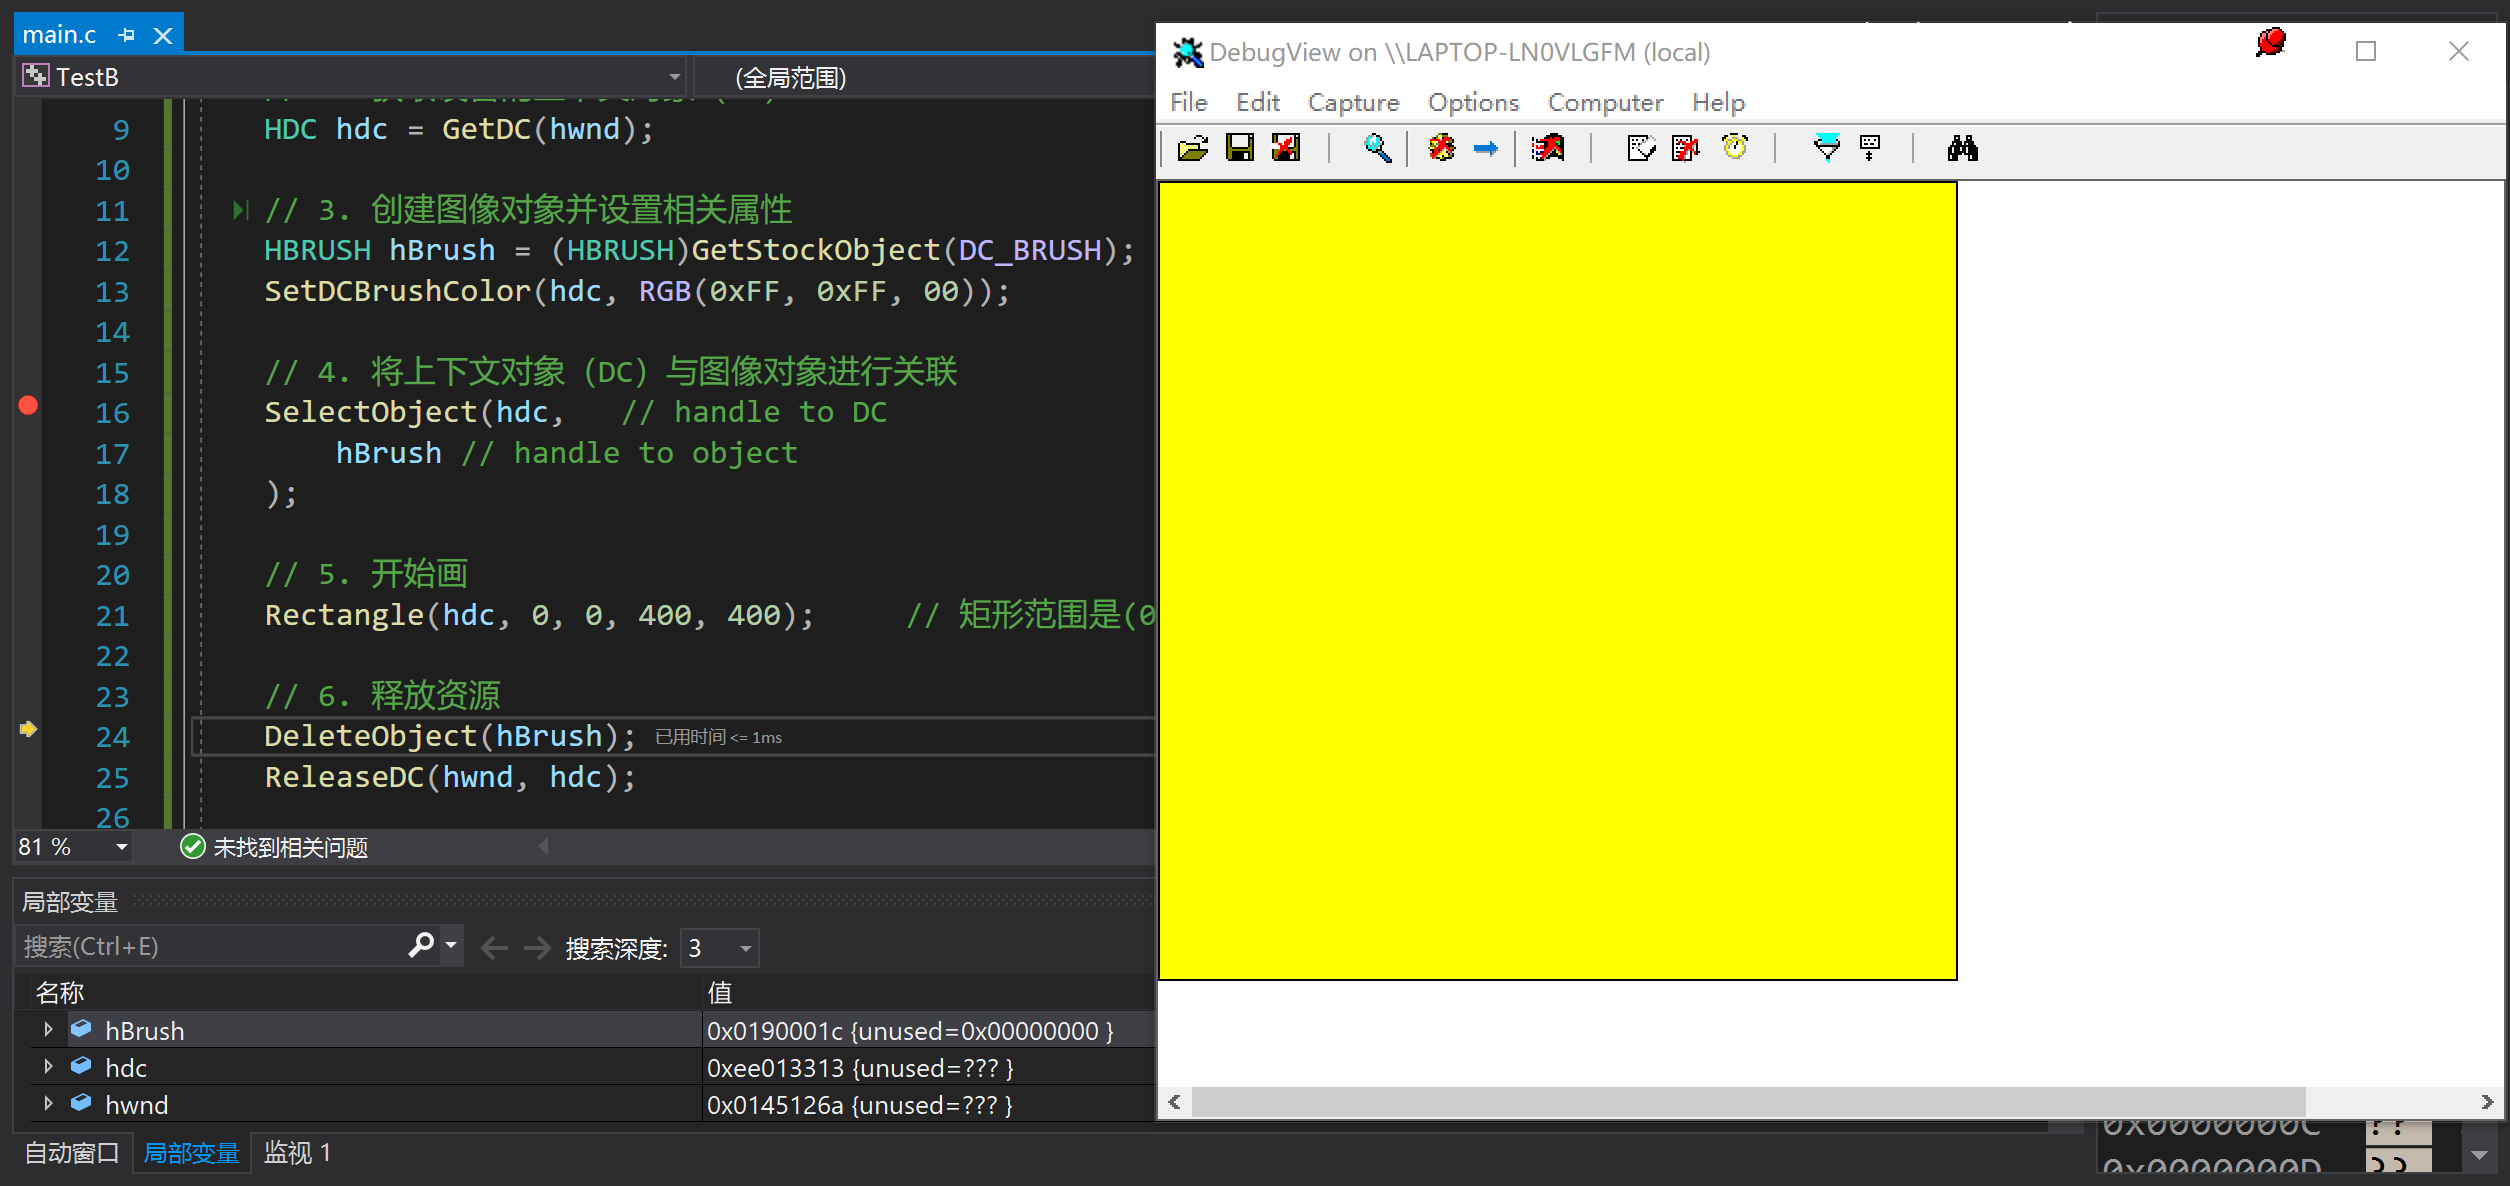 main.c
TestB
(全局范围)
9 HDC hdc = GetDC(hwnd);
10
11 // 3. 创建图像对象并设置相关属性
12 HBRUSH hBrush = (HBRUSH)GetStockObject(DC_BRUSH);
13 SetDCBrushColor(hdc, RGB(0xFF, 0xFF, 00));
14
15 // 4. 将上下文对象（DC）与图像对象进行关联
16 SelectObject(hdc, // handle to DC
17 hBrush // handle to object
18 );
19
20 // 5. 开始画
21 Rectangle(hdc, 0, 0, 400, 400); // 矩形范围是(0
22
23 // 6. 释放资源
24 DeleteObject(hBrush); 已用时间 <= 1ms
25 ReleaseDC(hwnd, hdc);
26
81 %
未找到相关问题
局部变量
搜索(Ctrl+E)
搜索深度: 3
名称 值
hBrush 0x0190001c {unused=0x00000000 }
hdc 0xee013313 {unused=??? }
hwnd 0x0145126a {unused=??? }
自动窗口 局部变量 监视 1
DebugView on \\LAPTOP-LN0VLGFM (local)
File Edit Capture Options Computer Help
0x0000000C ??
0x0000000D ??